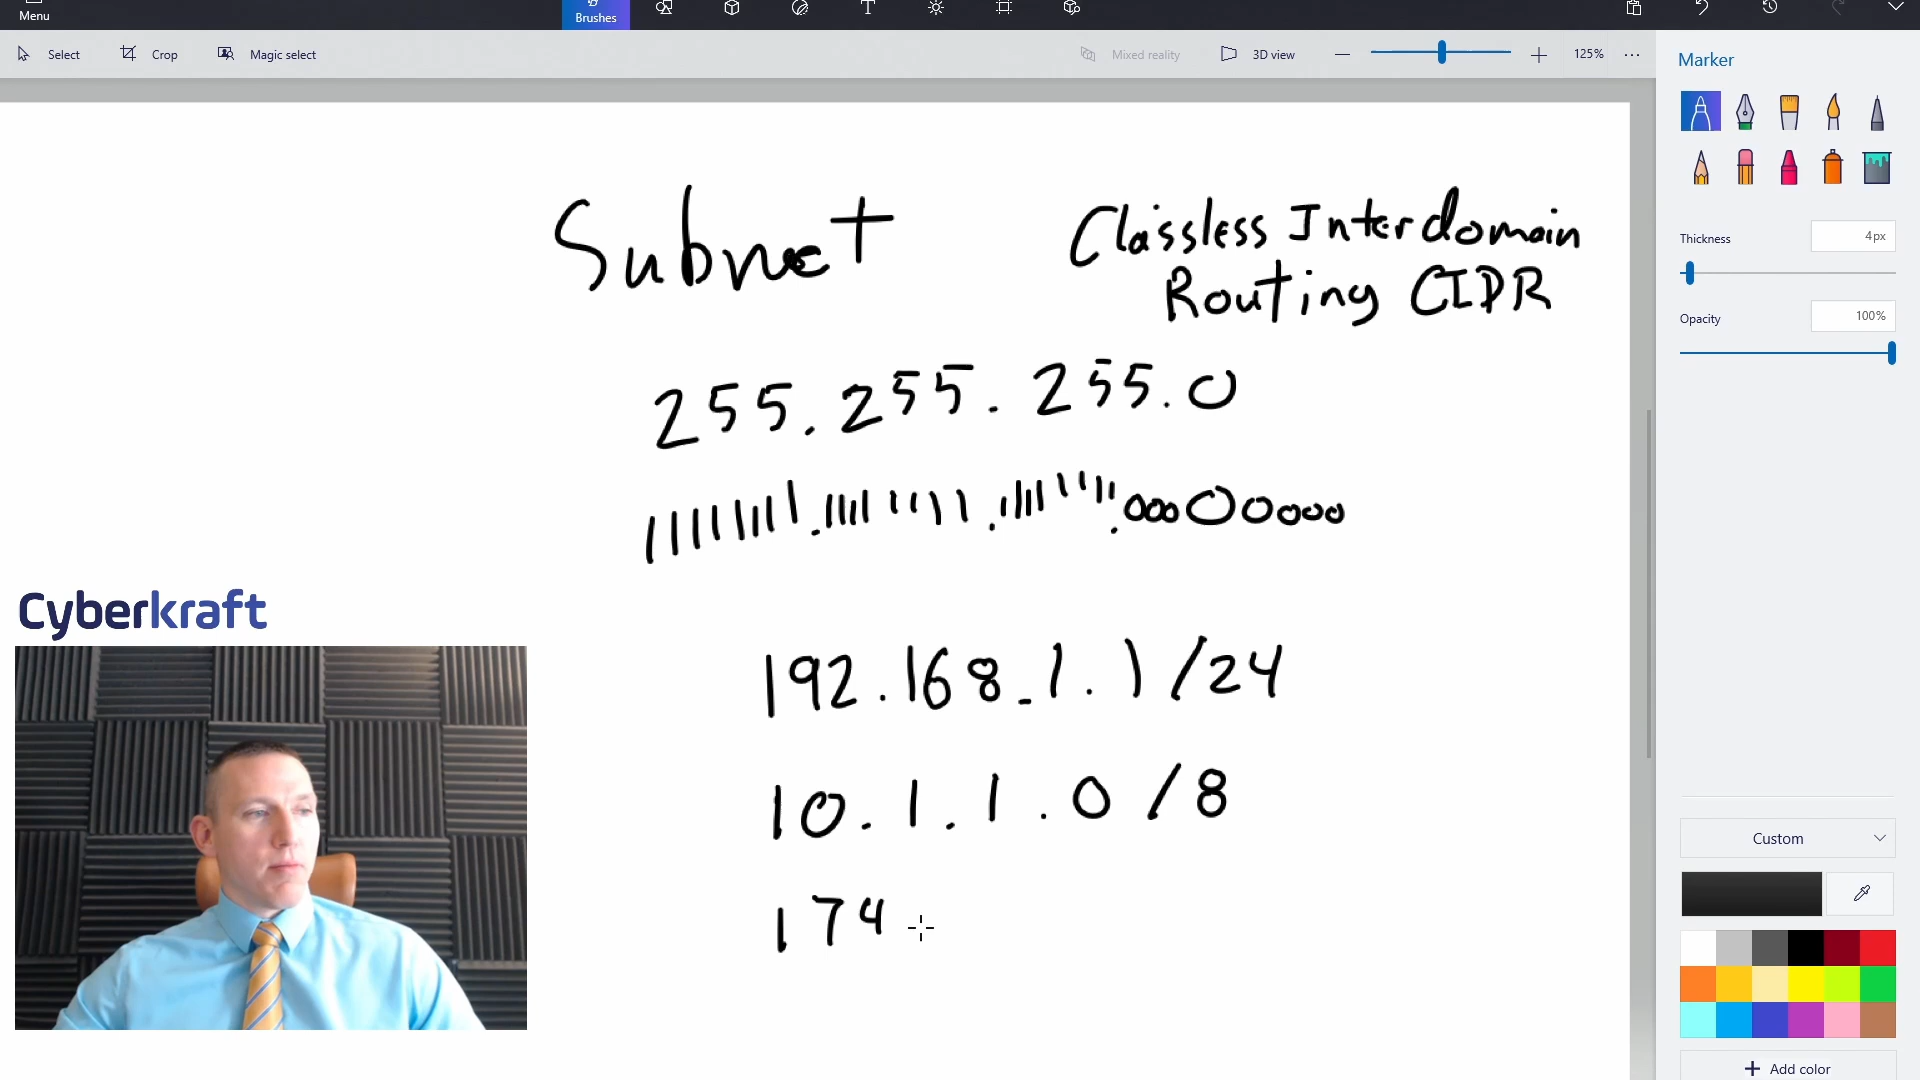 Menu
Brushes
Select Crop Magic select Mixed reality 3D view 125%
Marker
Thickness 4px
Opacity 100%
Subnet
Classless Interdomain
Routing CIDR
255.255.255.0
11111111.111111111.11111111.000000000
192.168.1.1/24
10.1.1.0/8
174
Cyberkraft
Custom
Add color